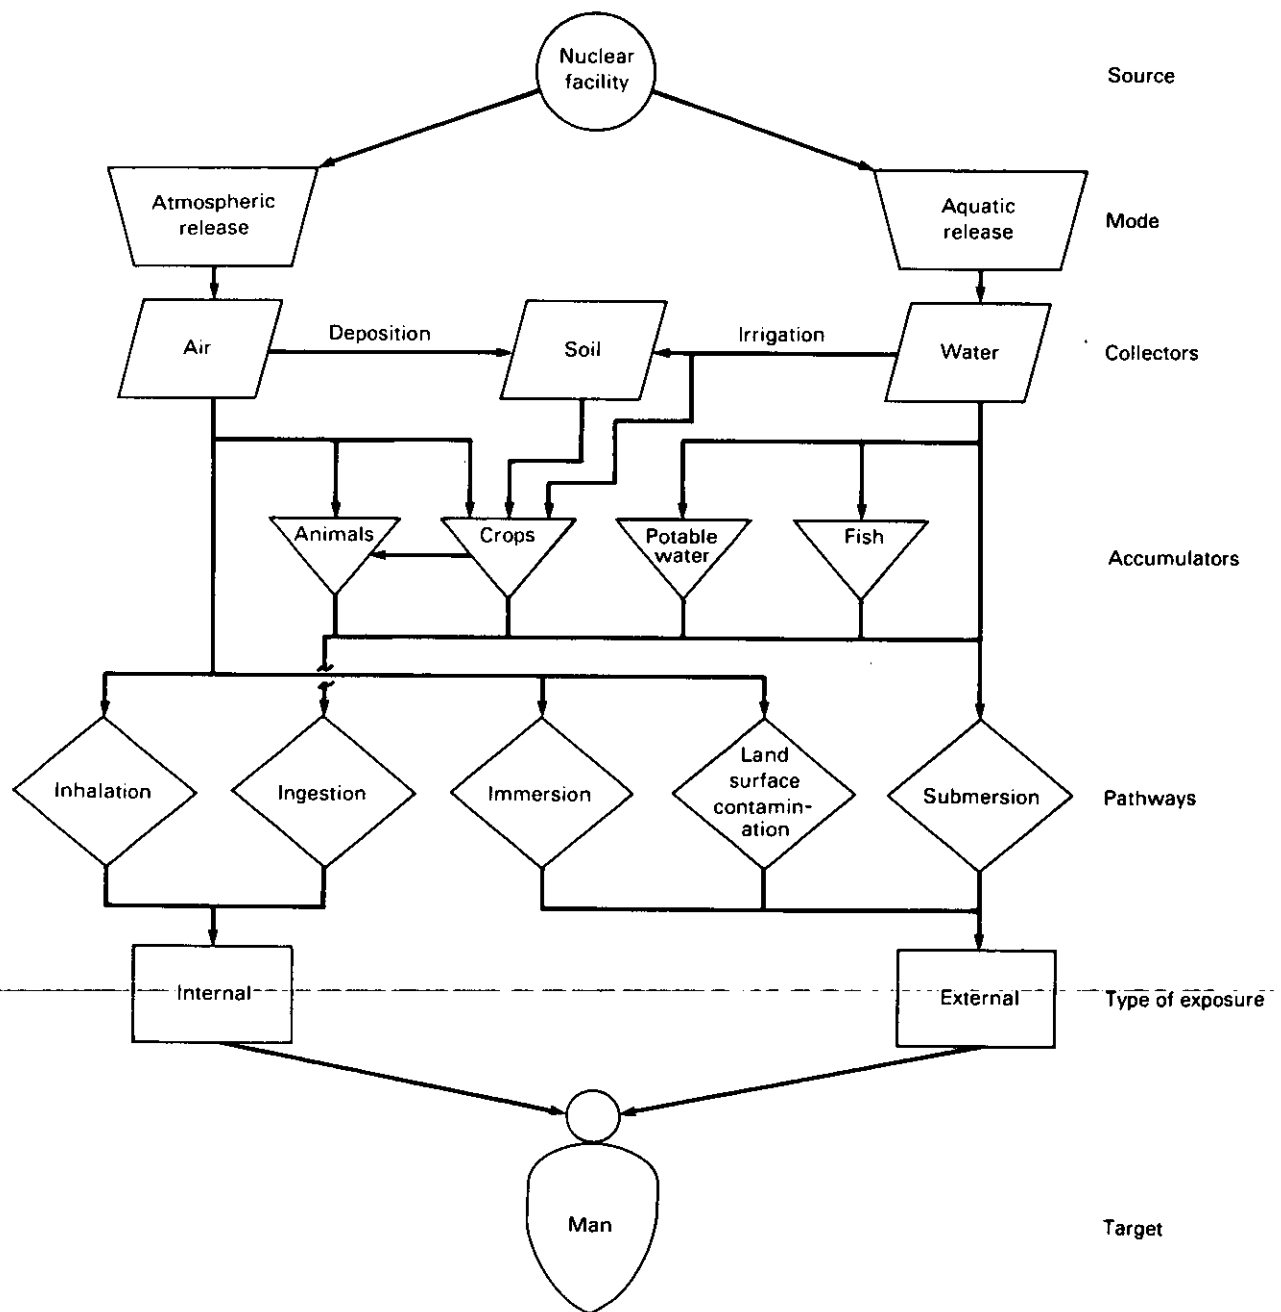 Nuclear
facility
Source
Atmospheric
release
Aquatic
release
Mode
Air
Deposition
Soil
Irrigation
Water
Collectors
Animals
Crops
Potable
water
Fish
Accumulators
Inhalation
Ingestion
Immersion
Land
surface
contamin-
ation
Submersion
Pathways
Internal
External
Type of exposure
Man
Target